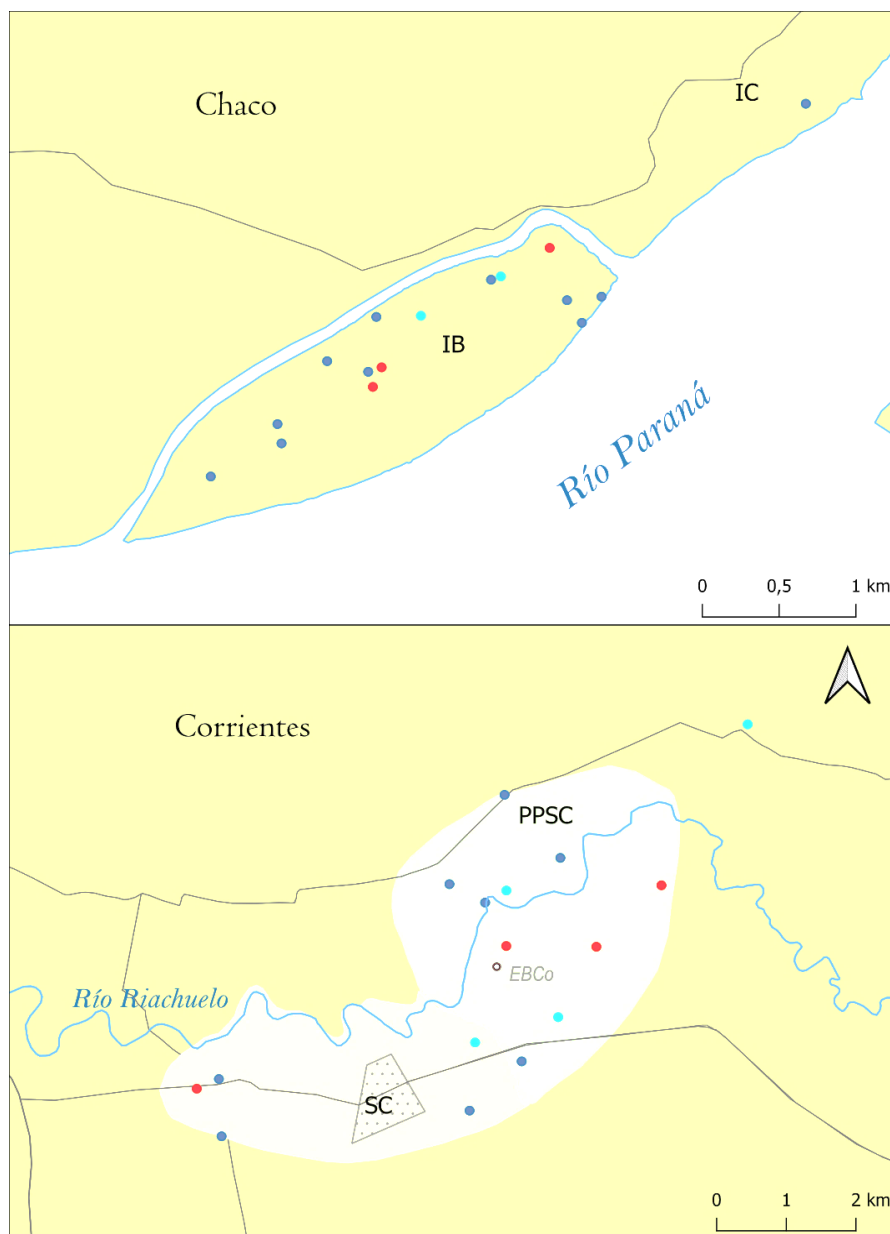 Chaco
IC
IB
Río Paraná
0 0,5 1 km
Corrientes
PPSC
EBCo
Río Riachuelo
SC
0 1 2 km